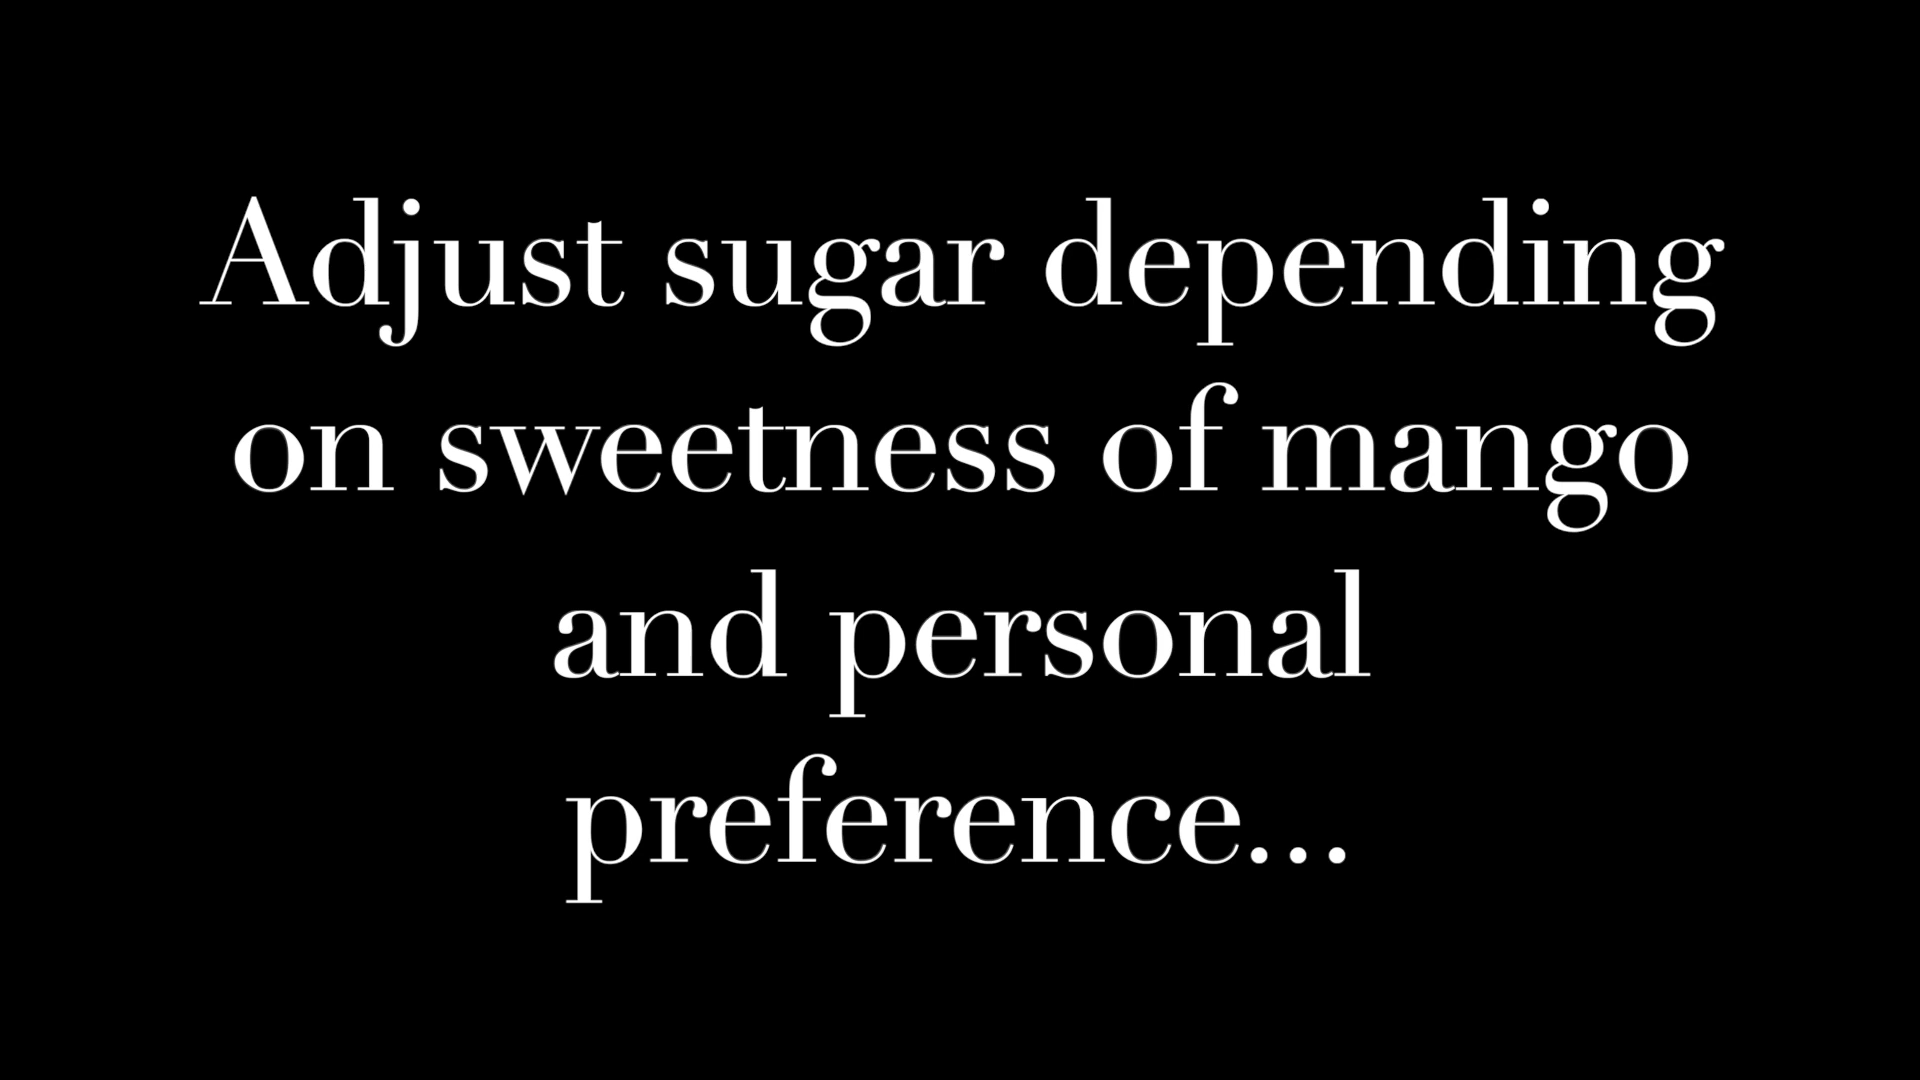 Adjust sugar depending
on sweetness of mango
and personal
preference...